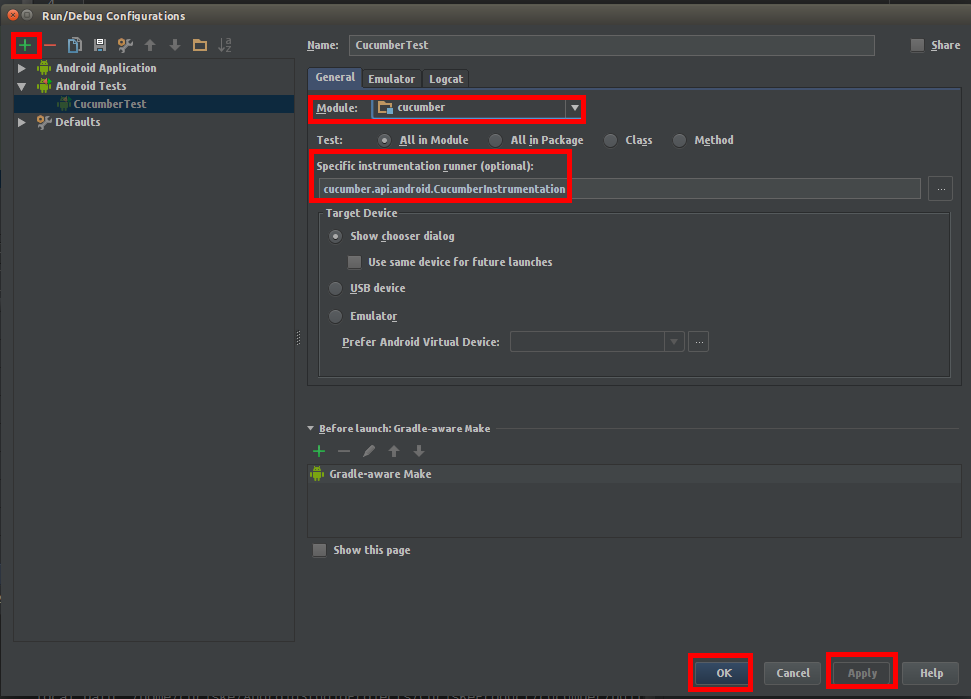 Run/Debug Configurations
Name: CucumberTest Share
Android Application
Android Tests
CucumberTest
Defaults
General Emulator Logcat
Module: cucumber
Test: All in Module All in Package Class Method
Specific instrumentation runner (optional):
cucumber.api.android.CucumberInstrumentation ...
Target Device
Show chooser dialog
Use same device for future launches
USB device
Emulator
Prefer Android Virtual Device: ...
Before launch: Gradle-aware Make
Gradle-aware Make
Show this page
OK Cancel Apply Help